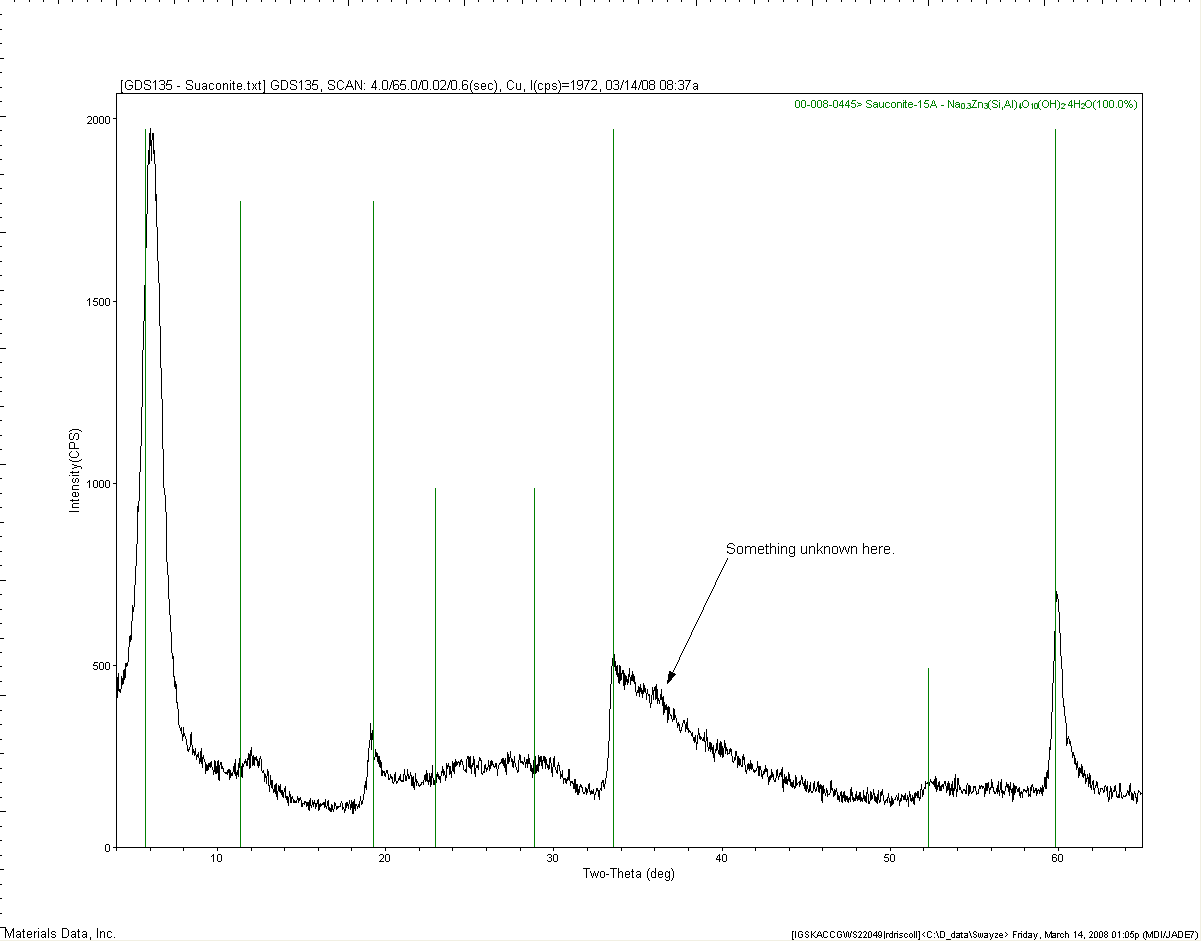 [GDS135 - Suaconite.txt] GDS135, SCAN: 4.0/65.0/0.02/0.6(sec), Cu, I(cps)=1972, 03/14/08 08:37a
00-008-0445> Sauconite-15A - Na0.3Zn3(Si,Al)4O10(OH)2·4H2O(100.0%)
2000
1500
1000
500
0
Intensity(CPS)
Something unknown here.
10 20 30 40 50 60
Two-Theta (deg)
Materials Data, Inc.
[IGSKACCGWS22049|rdriscoll]<C:\D_data\Swayze> Friday, March 14, 2008 01:05p (MDI/JADE7)